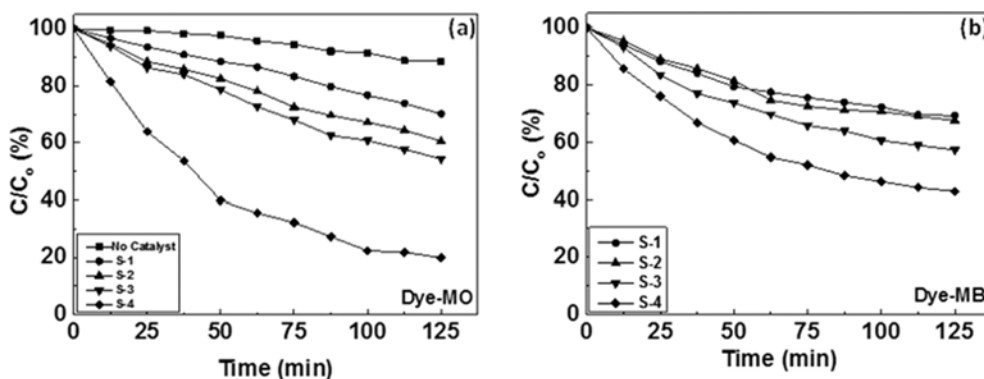 (a)
100
80
60
40
20
0
C/Cₒ (%)
No Catalyst
S-1
S-2
S-3
S-4
Dye-MO
0 25 50 75 100 125
Time (min)
(b)
100
80
60
40
20
0
C/Cₒ (%)
S-1
S-2
S-3
S-4
Dye-MB
0 25 50 75 100 125
Time (min)